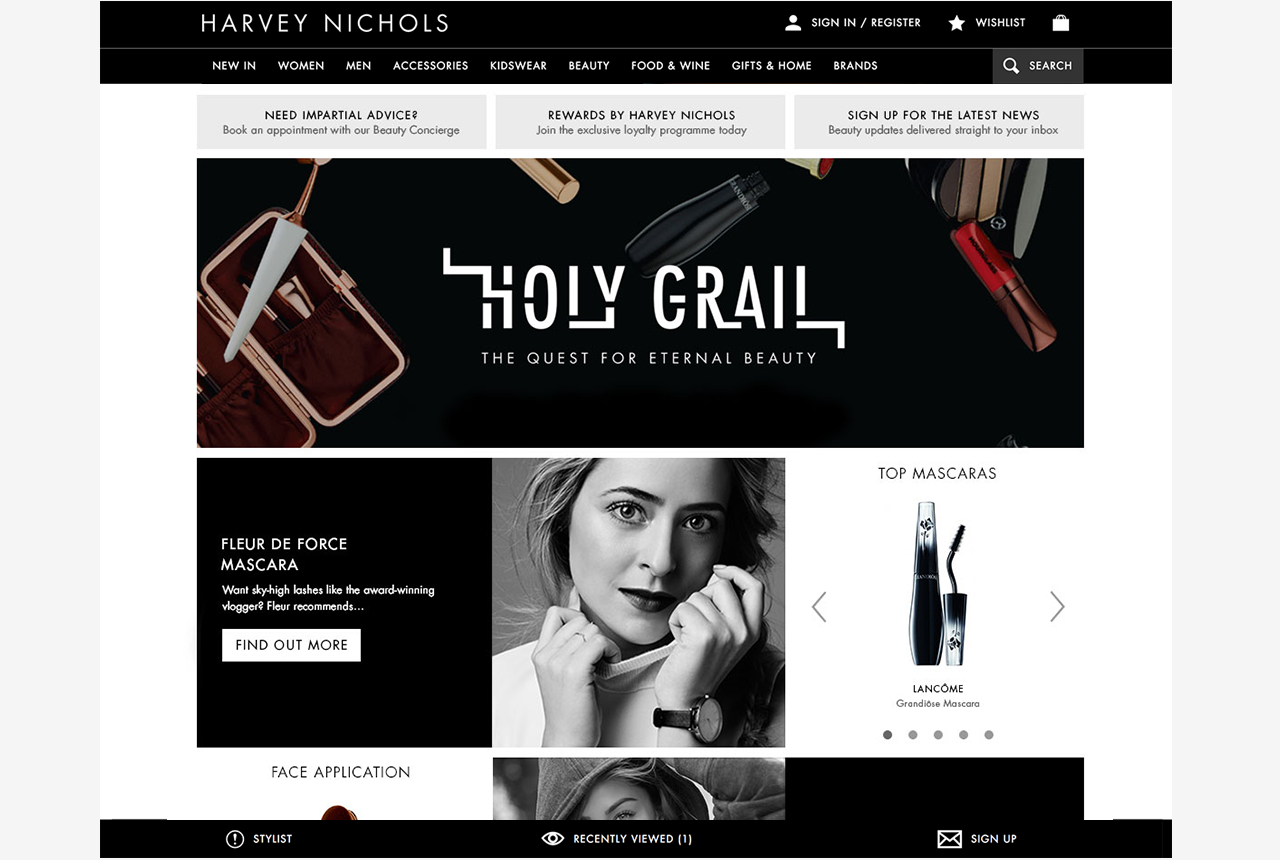 HARVEY NICHOLS
SIGN IN / REGISTER
WISHLIST
NEW IN
WOMEN
MEN
ACCESSORIES
KIDSWEAR
BEAUTY
FOOD & WINE
GIFTS & HOME
BRANDS
SEARCH
NEED IMPARTIAL ADVICE?
Book an appointment with our Beauty Concierge
REWARDS BY HARVEY NICHOLS
Join the exclusive loyalty programme today
SIGN UP FOR THE LATEST NEWS
Beauty updates delivered straight to your inbox
HOLY GRAIL
THE QUEST FOR ETERNAL BEAUTY
FLEUR DE FORCE
MASCARA
Want sky-high lashes like the award-winning
vlogger? Fleur recommends...
FIND OUT MORE
TOP MASCARAS
LANCÔME
Grandiôse Mascara
FACE APPLICATION
STYLIST
RECENTLY VIEWED (1)
SIGN UP